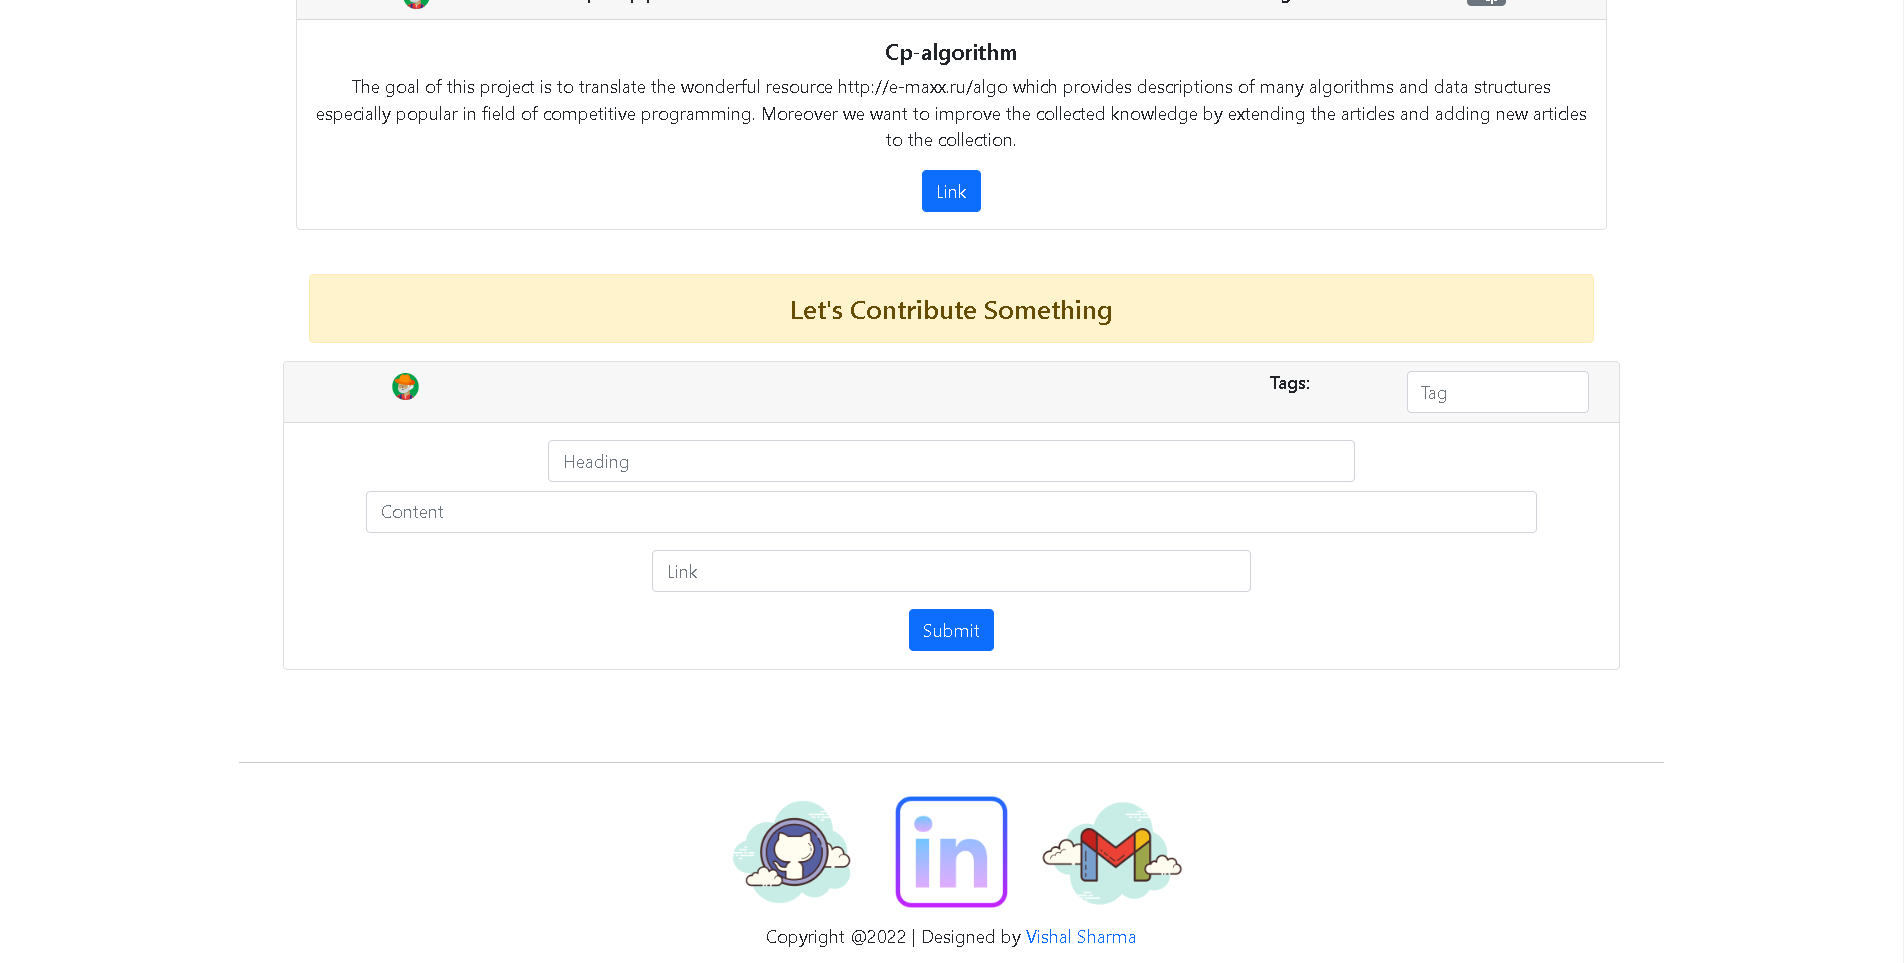 Cp-algorithm
The goal of this project is to translate the wonderful resource http://e-maxx.ru/algo which provides descriptions of many algorithms and data structures
especially popular in field of competitive programming. Moreover we want to improve the collected knowledge by extending the articles and adding new articles
to the collection.
Link
Let's Contribute Something
Tags:
Tag
Heading
Content
Link
Submit
in
Copyright @2022 | Designed by Vishal Sharma